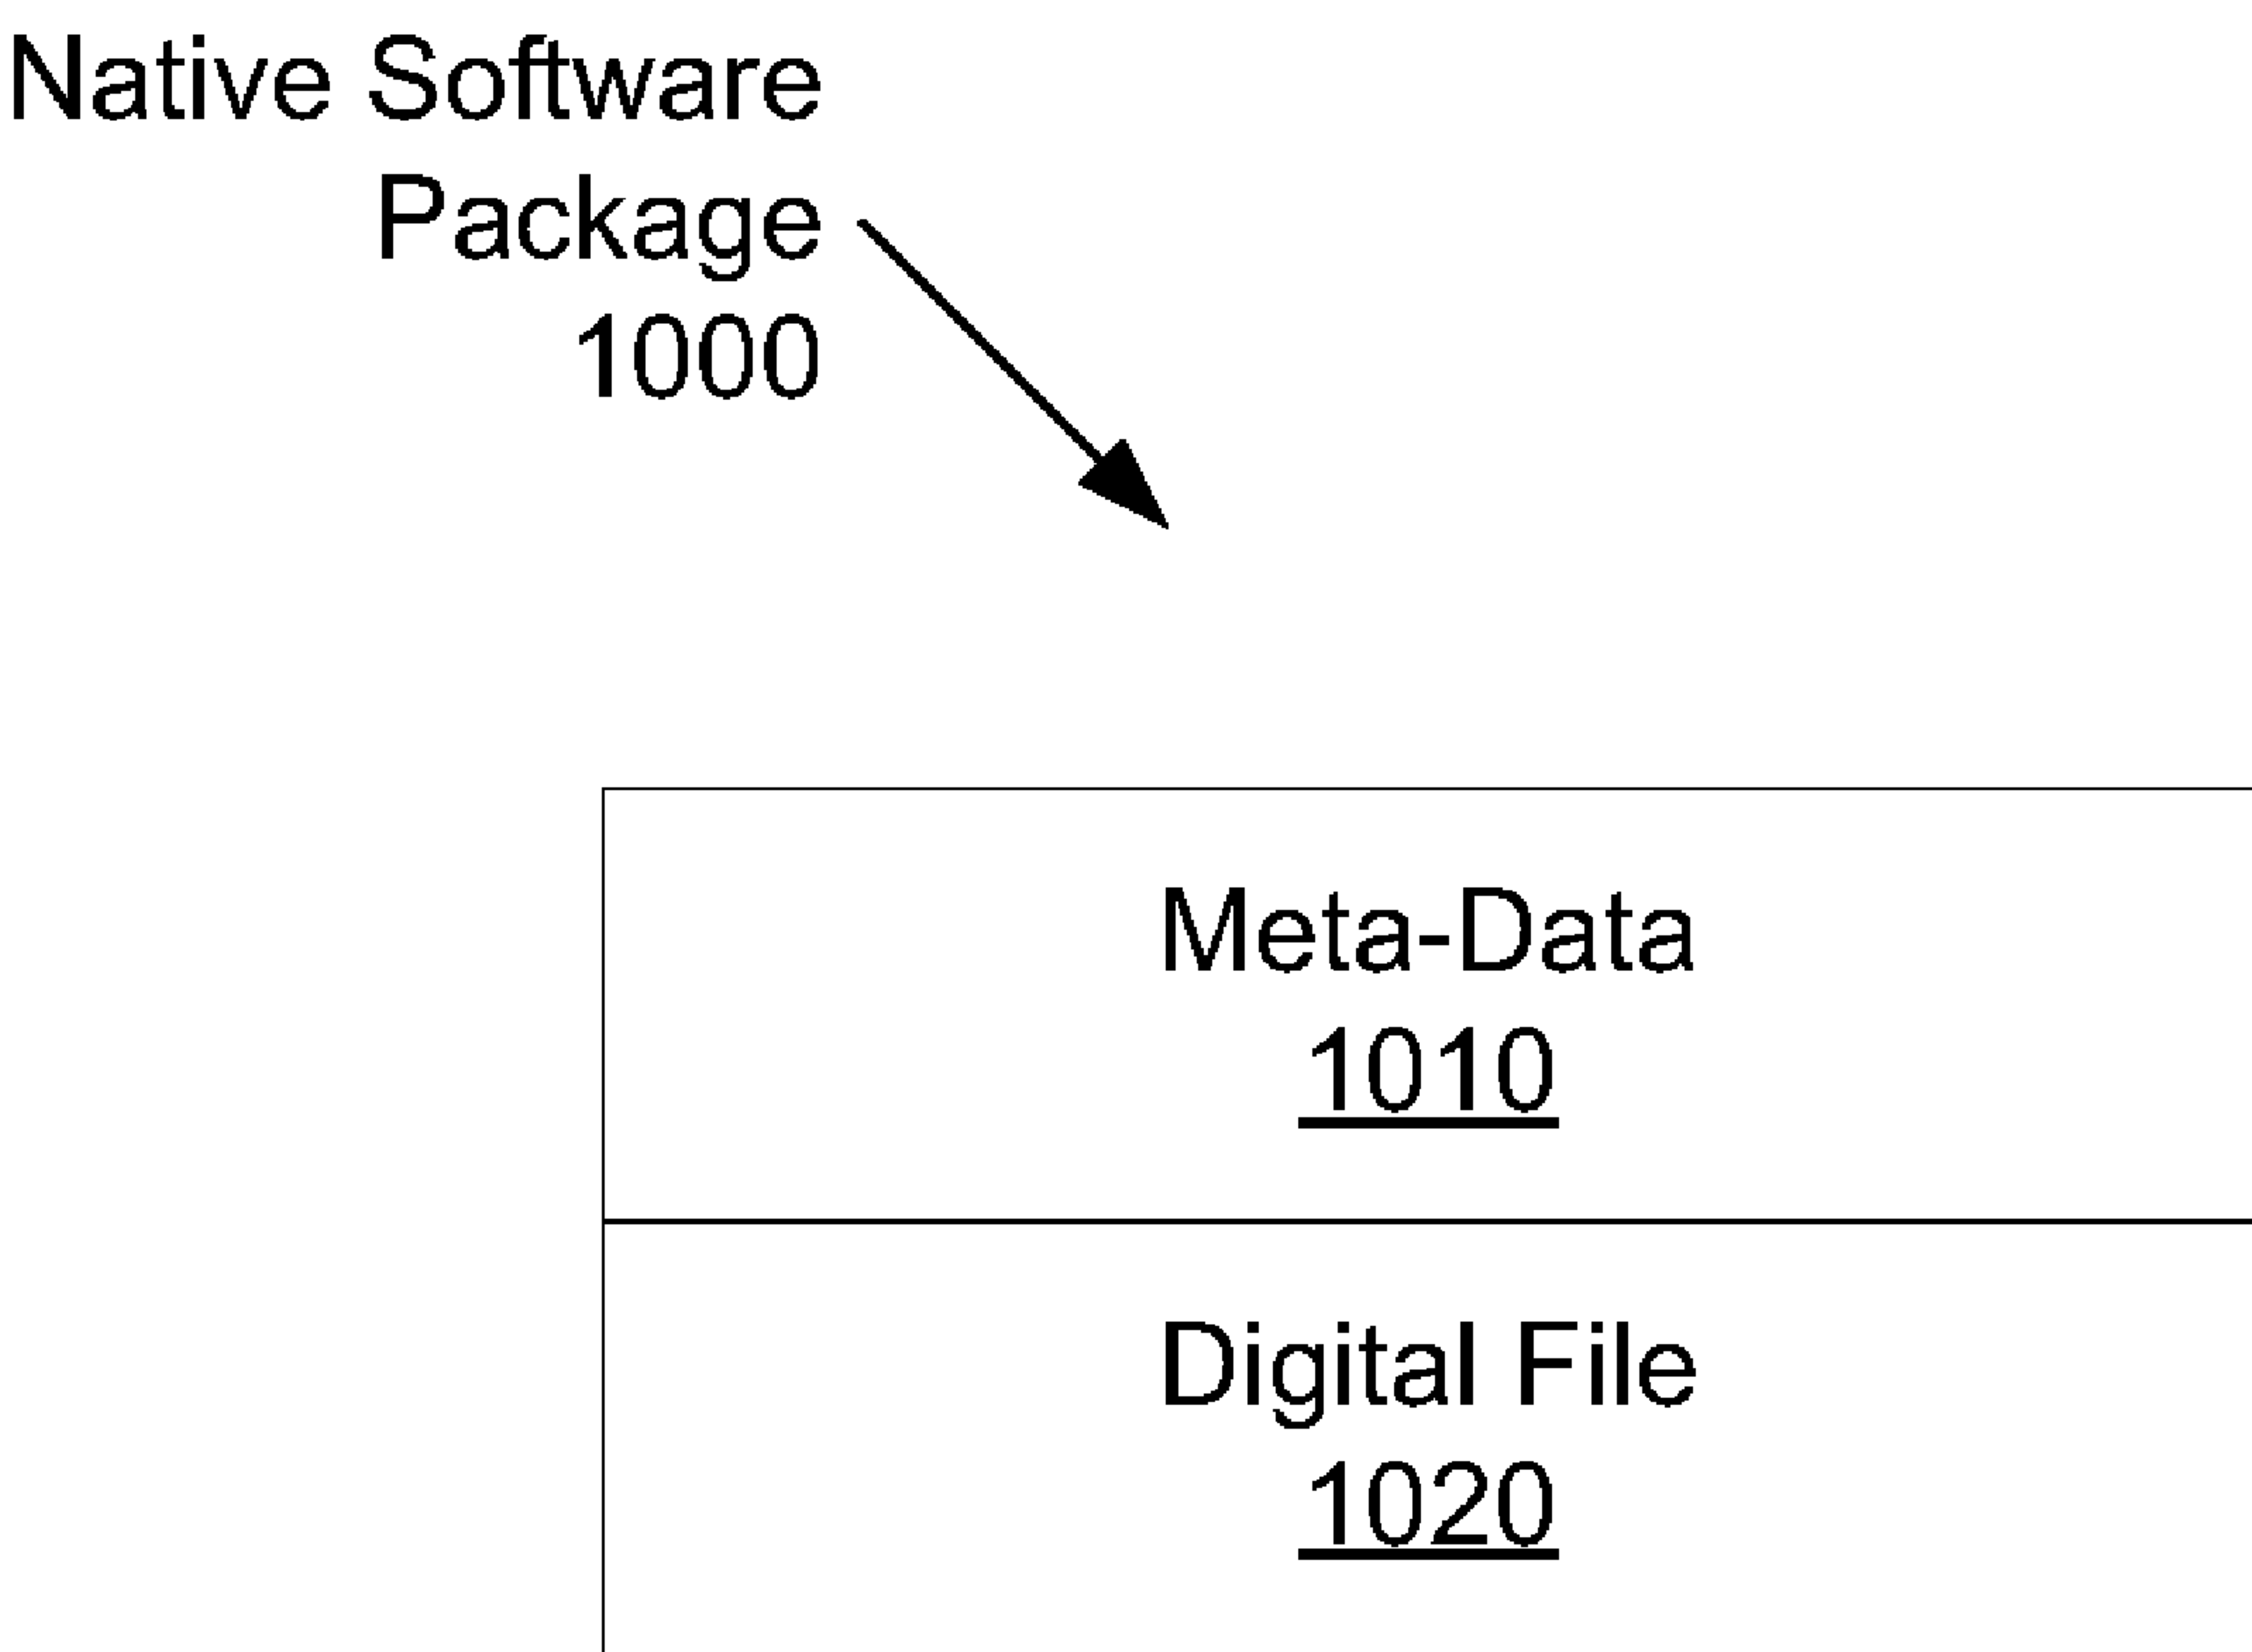 Native Software
Package
1000
Meta-Data
1010
Digital File
1020